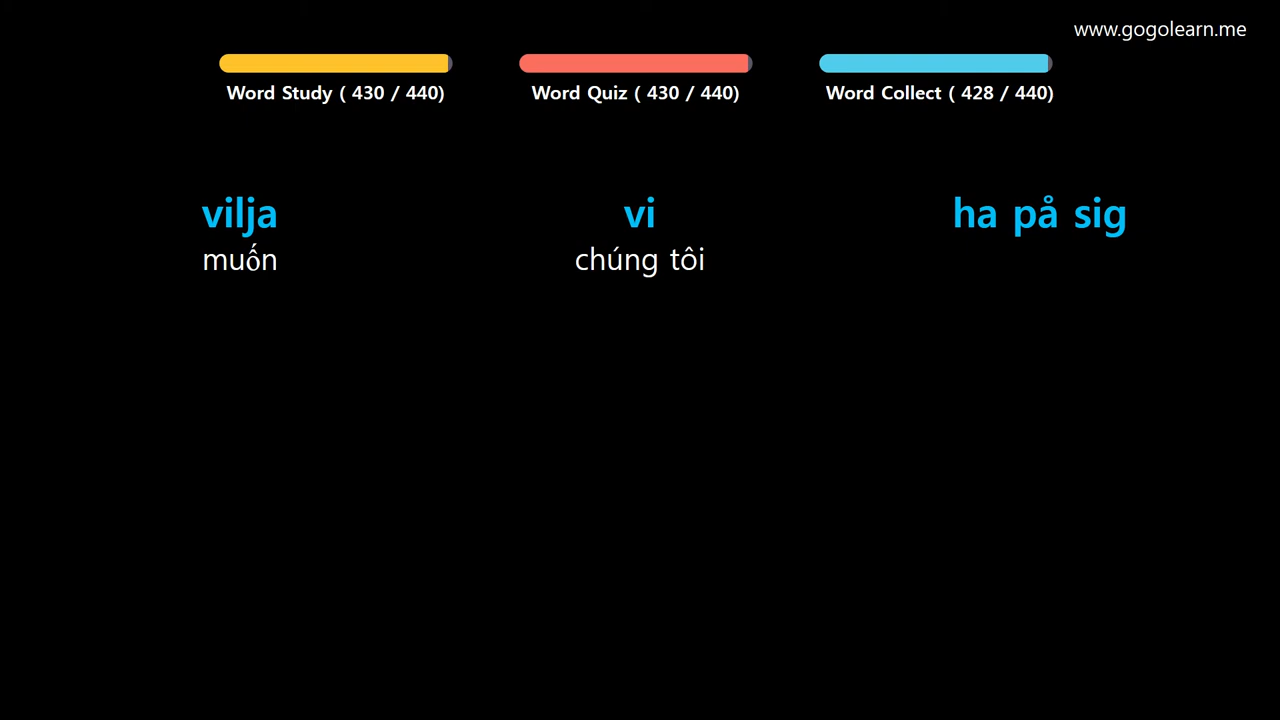 www.gogolearn.me
Word Study ( 430 / 440)
Word Quiz ( 430 / 440)
Word Collect ( 428 / 440)
vilja
muốn
vi
chúng tôi
ha på sig